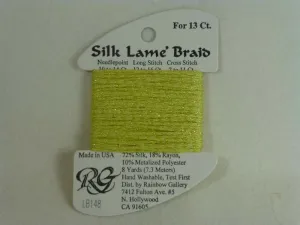 For 13 Ct.
Silk Lamé Braid
Needlepoint Long Stitch Cross Stitch
Made in USA
72% Silk, 18% Rayon,
10% Metalized Polyester
8 Yards (7.3 Meters)
Hand Washable, Test First
Dist. by Rainbow Gallery
7412 Fulton Ave. #5
N. Hollywood
CA 91605
RG
LB148